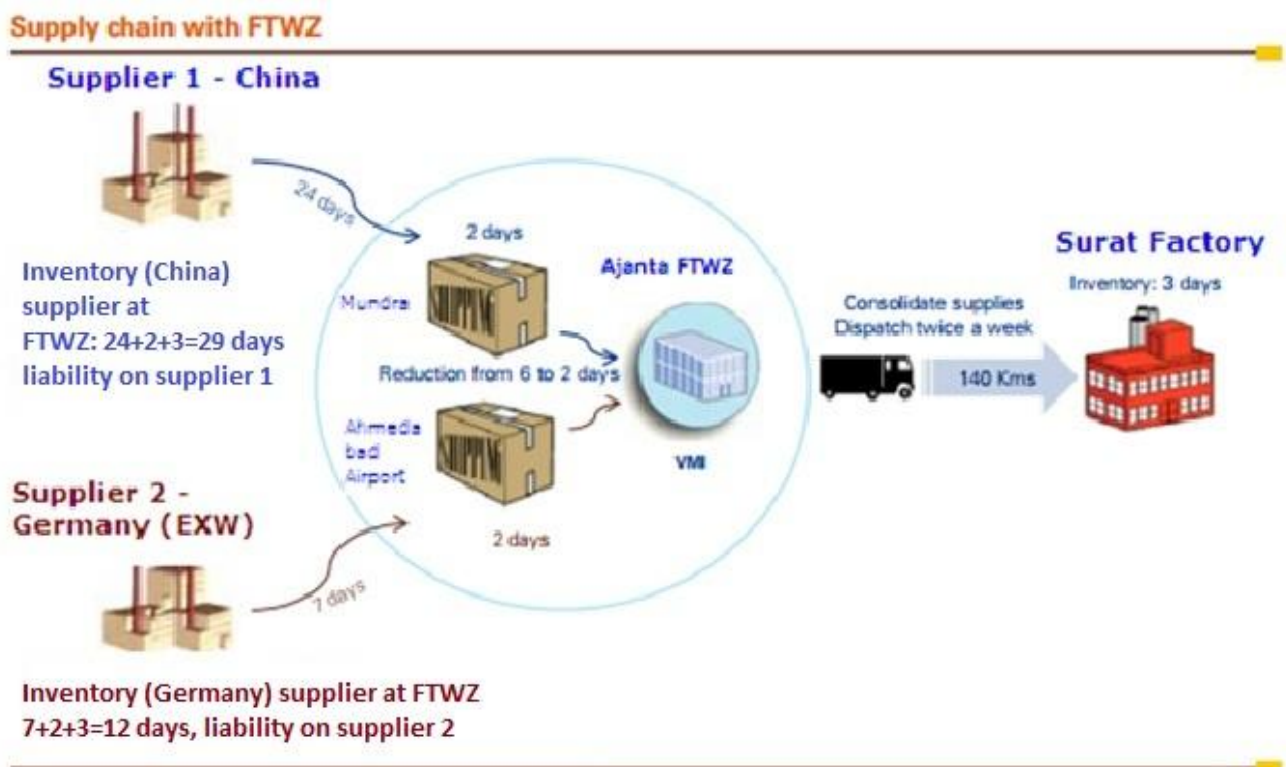 Supply chain with FTWZ
Supplier 1 - China
24 days
Inventory (China)
supplier at
FTWZ: 24+2+3=29 days
liability on supplier 1
2 days
Mundra
Reduction from 6 to 2 days
Ahmeda
bad
Airport
2 days
Ajanta FTWZ
VMI
Consolidate supplies
Dispatch twice a week
140 Kms
Surat Factory
Inventory: 3 days
Supplier 2 -
Germany (EXW)
7 days
Inventory (Germany) supplier at FTWZ
7+2+3=12 days, liability on supplier 2